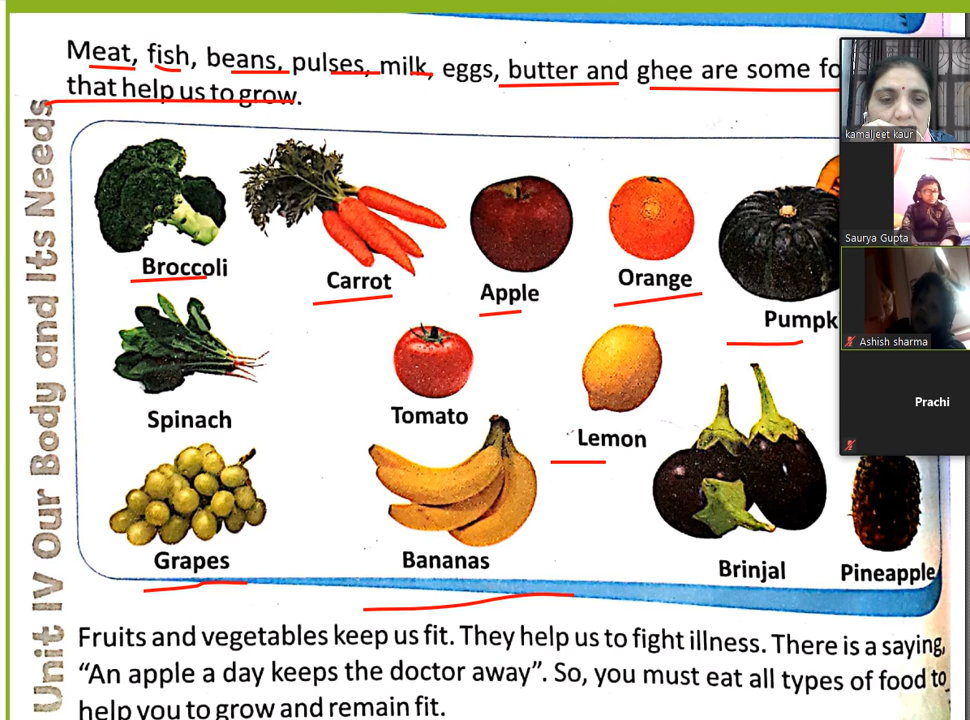 Meat, fish, beans, pulses, milk, eggs, butter and ghee are some fo
that help us to grow.
Unit IV Our Body and Its Needs
kamaljeet kaur
Saurya Gupta
Ashish sharma
Prachi
Broccoli
Carrot
Apple
Orange
Pumpk
Spinach
Tomato
Lemon
Grapes
Bananas
Brinjal
Pineapple
Fruits and vegetables keep us fit. They help us to fight illness. There is a saying,
“An apple a day keeps the doctor away”. So, you must eat all types of food to
help you to grow and remain fit.